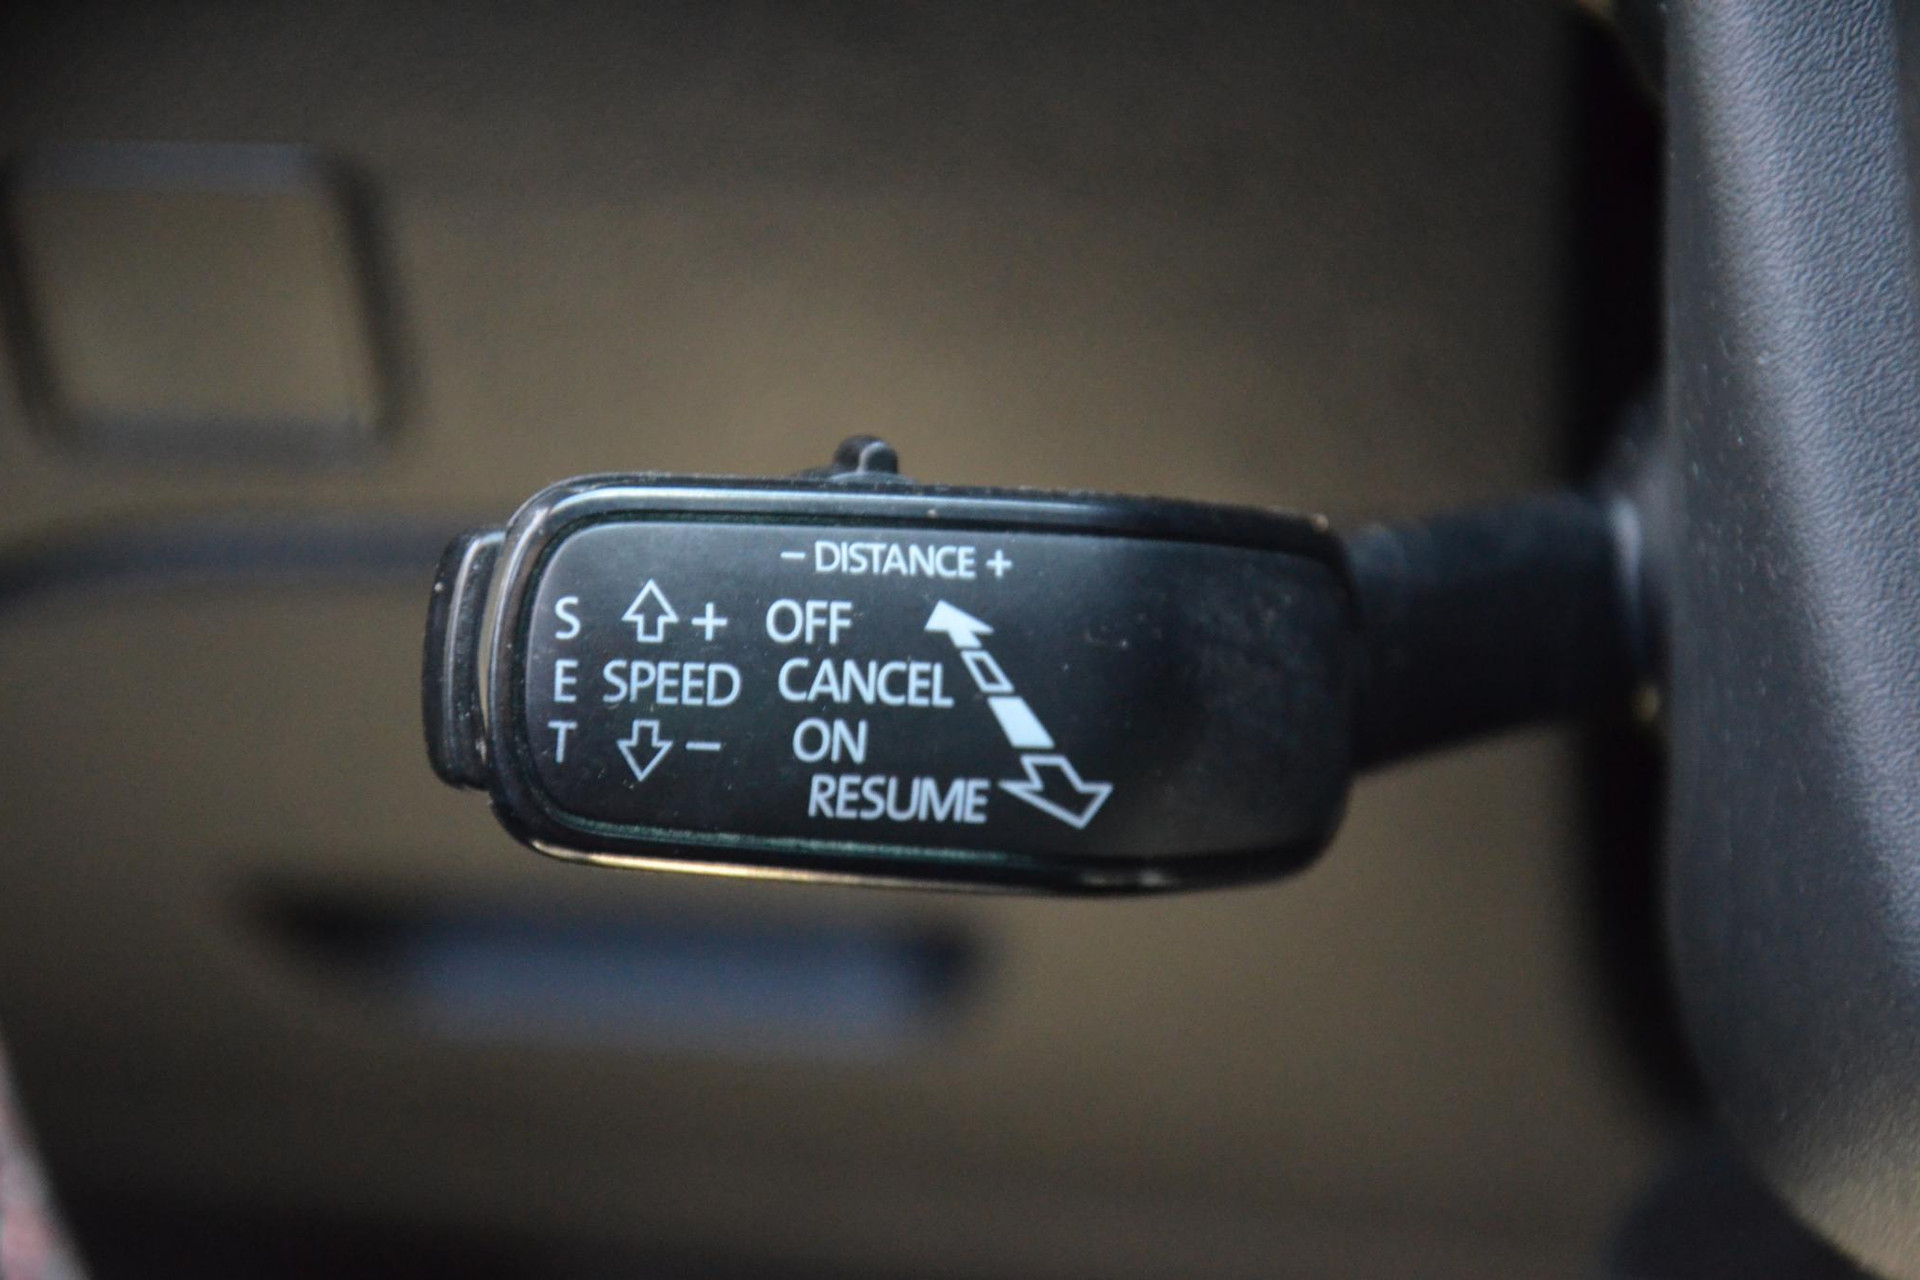 – DISTANCE +
S + OFF
E SPEED CANCEL
T – ON
RESUME